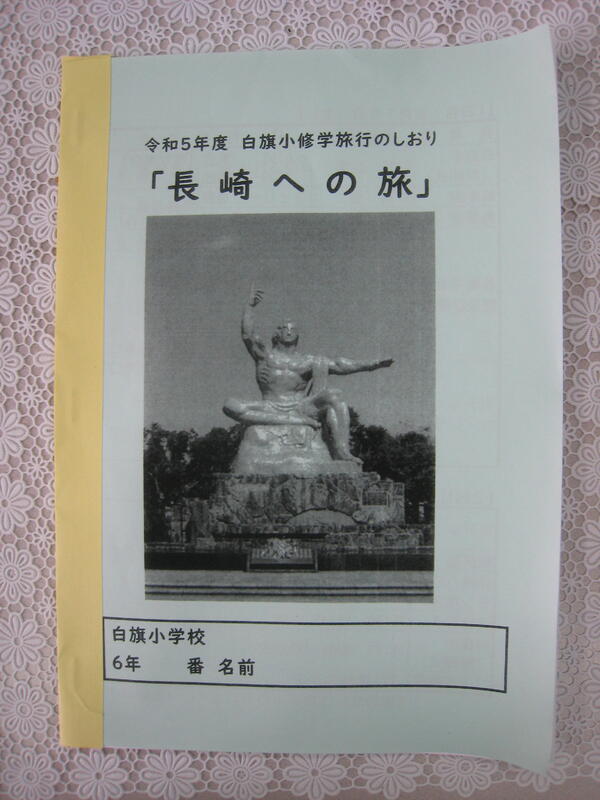 令和5年度 白旗小修学旅行のしおり
「長崎への旅」
白旗小学校
6年 番 名前